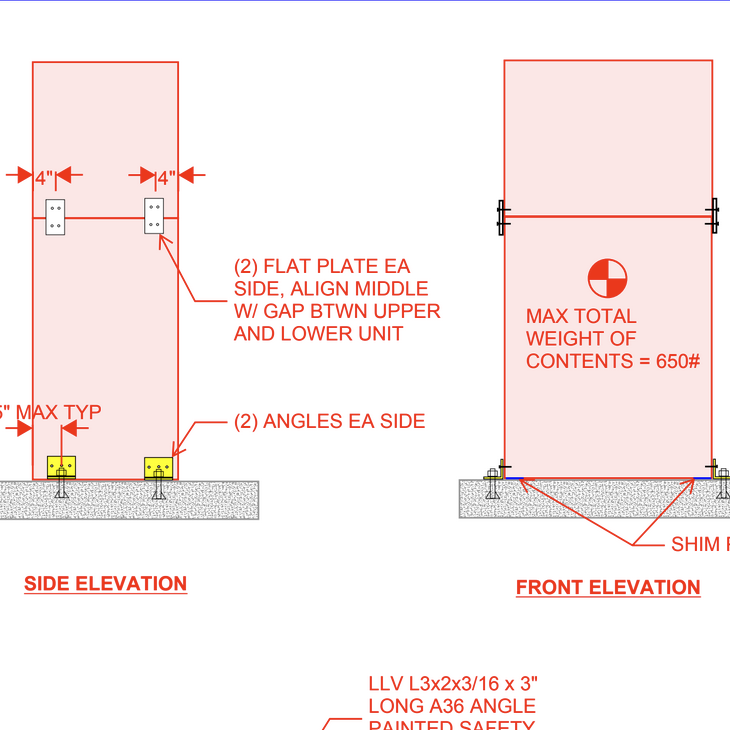 4"
4"
(2) FLAT PLATE EA
SIDE, ALIGN MIDDLE
W/ GAP BTWN UPPER
AND LOWER UNIT
MAX TOTAL
WEIGHT OF
CONTENTS = 650#
5" MAX TYP
(2) ANGLES EA SIDE
SHIM
SIDE ELEVATION
FRONT ELEVATION
LLV L3x2x3/16 x 3"
LONG A36 ANGLE
PAINTED SAFETY